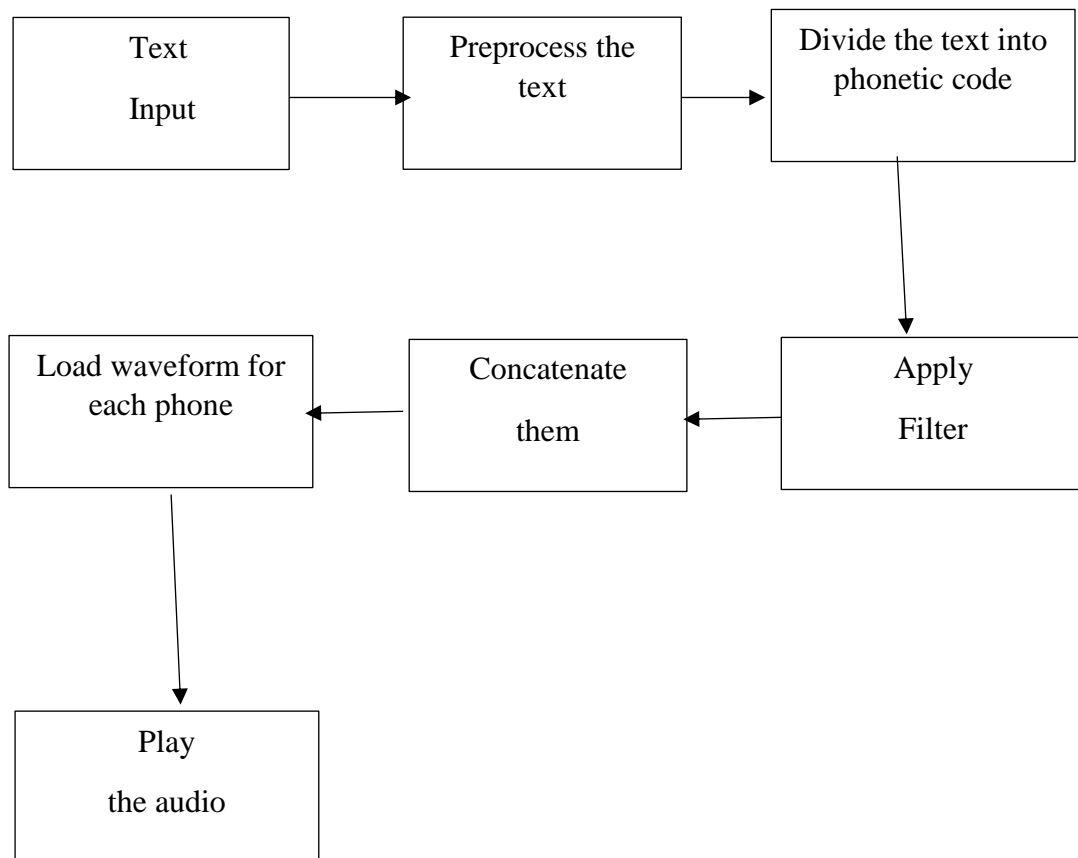 Text
Input
Preprocess the
text
Divide the text into
phonetic code
Apply
Filter
Concatenate
them
Load waveform for
each phone
Play
the audio